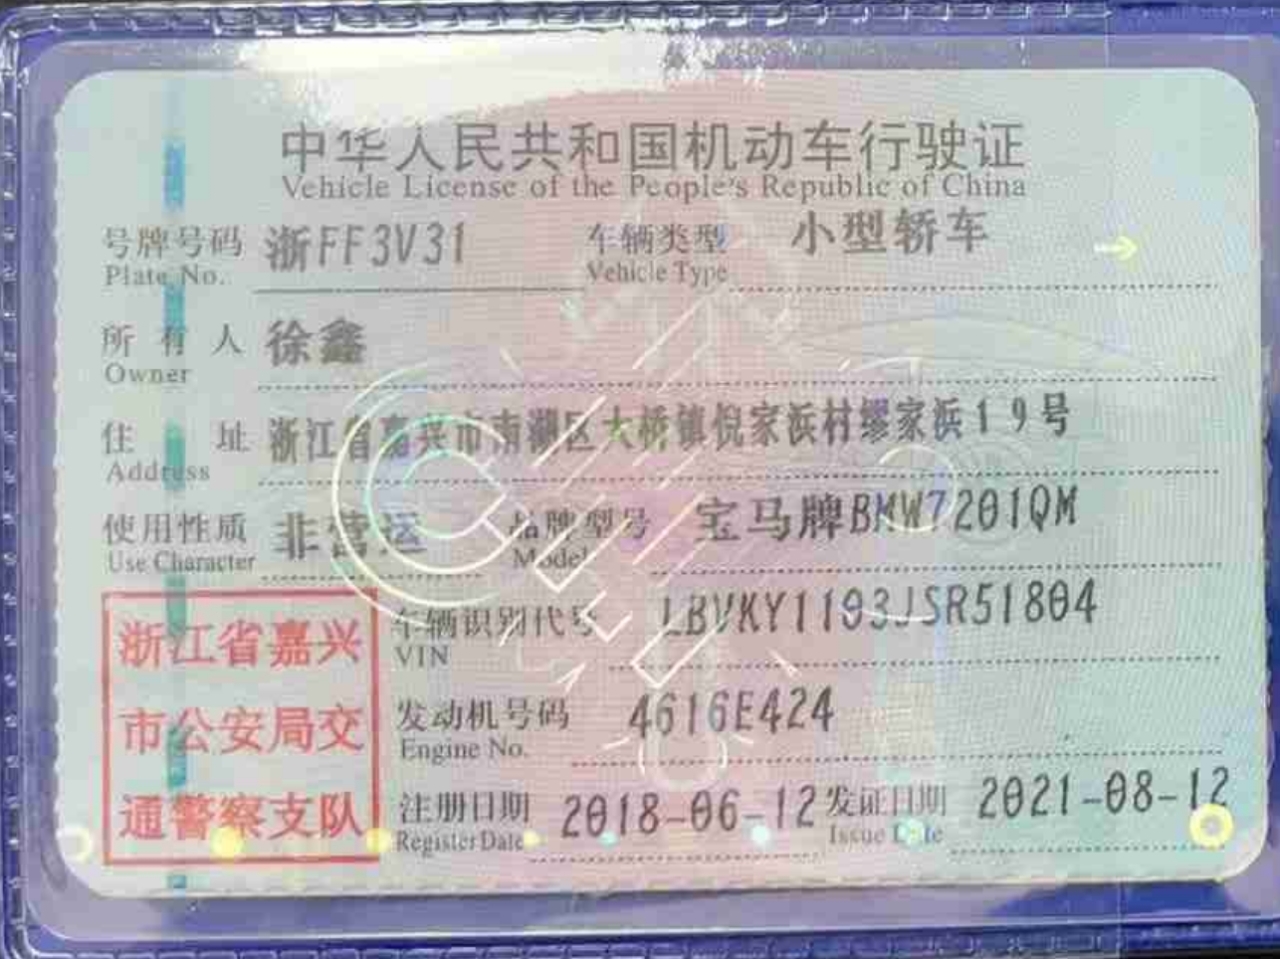 中华人民共和国机动车行驶证
Vehicle License of the People's Republic of China
号牌号码 浙FF3V31 车辆类型 小型轿车
Plate No. Vehicle Type
所有人 徐鑫
Owner
住址 浙江省嘉兴市南湖区大桥镇倪家浜村缪家浜19号
Address
使用性质 非营运 品牌型号 宝马牌BMW7201QM
Use Character Model
车辆识别代号 LBVKY1103JSR51804
VIN
发动机号码 4616E424
Engine No.
注册日期 2018-06-12 发证日期 2021-08-12
Register Date Issue Date
浙江省嘉兴
市公安局交
通警察支队